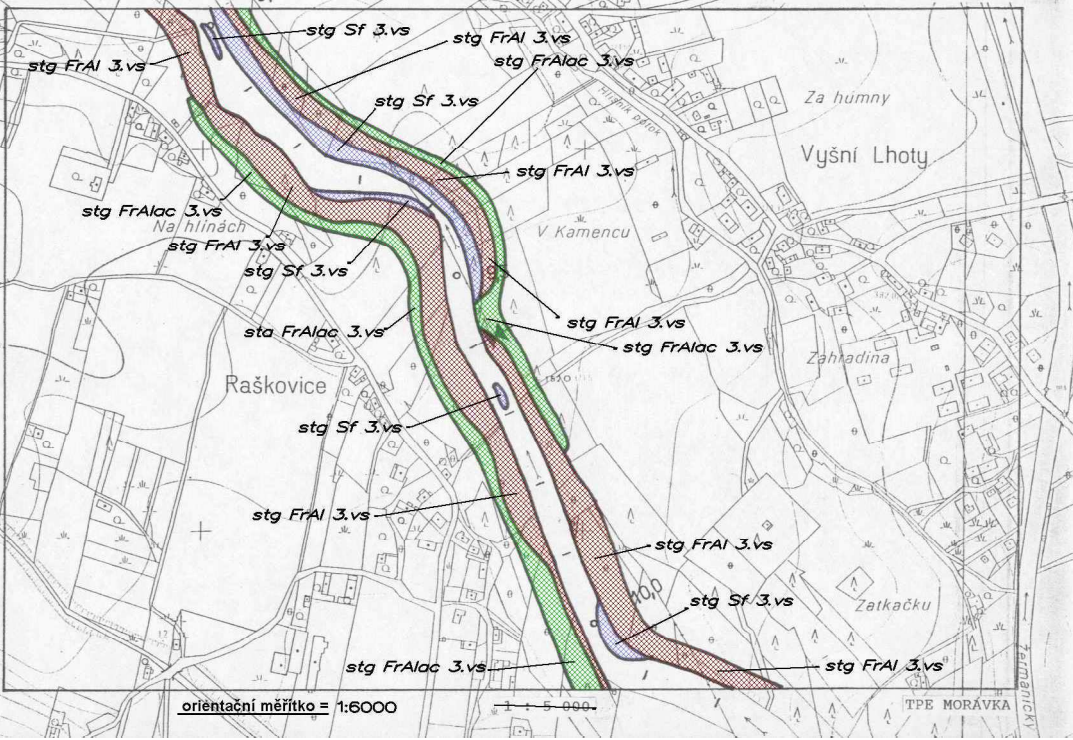 stg Sf 3.vs
stg FrAl 3.vs
stg FrAl 3.vs
stg FrAlac 3.vs
stg Sf 3.vs
Za humny
Hliník potok
Vyšní Lhoty
stg FrAl 3.vs
stg FrAlac 3.vs
Na hlínách
V Kamencu
stg FrAl 3.vs
stg Sf 3.vs
stg FrAl 3.vs
sta FrAlac 3.vs
stg FrAlac 3.vs
Zahradina
Raškovice
stg Sf 3.vs
stg FrAl 3.vs
stg FrAl 3.vs
stg Sf 3.vs
Zatkačku
stg FrAlac 3.vs
stg FrAl 3.vs
orientační měřítko = 1:6000
1 : 5 000.
TPE MORÁVKA